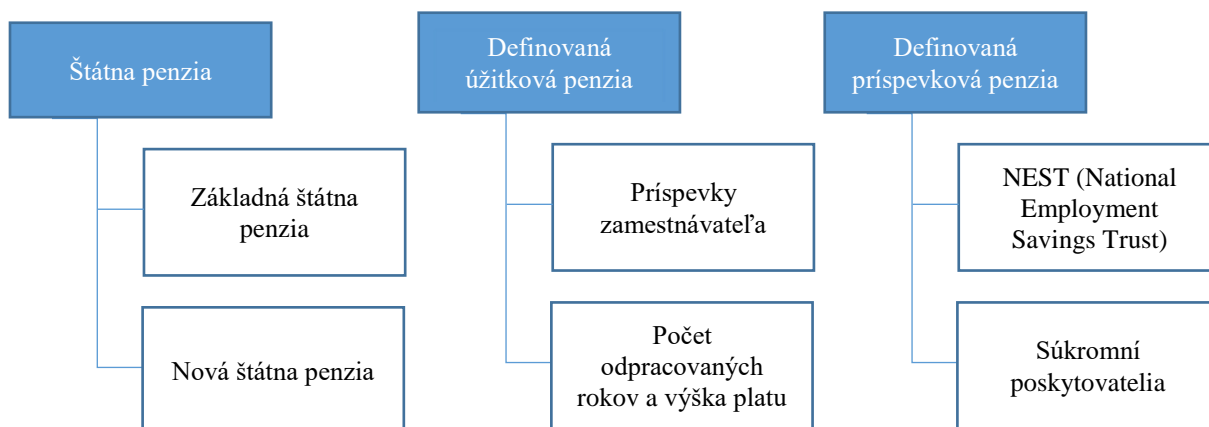 Štátna penzia
Základná štátna
penzia
Nová štátna penzia
Definovaná
úžitková penzia
Príspevky
zamestnávateľa
Počet
odpracovaných
rokov a výška platu
Definovaná
príspevková penzia
NEST (National
Employment
Savings Trust)
Súkromní
poskytovatelia